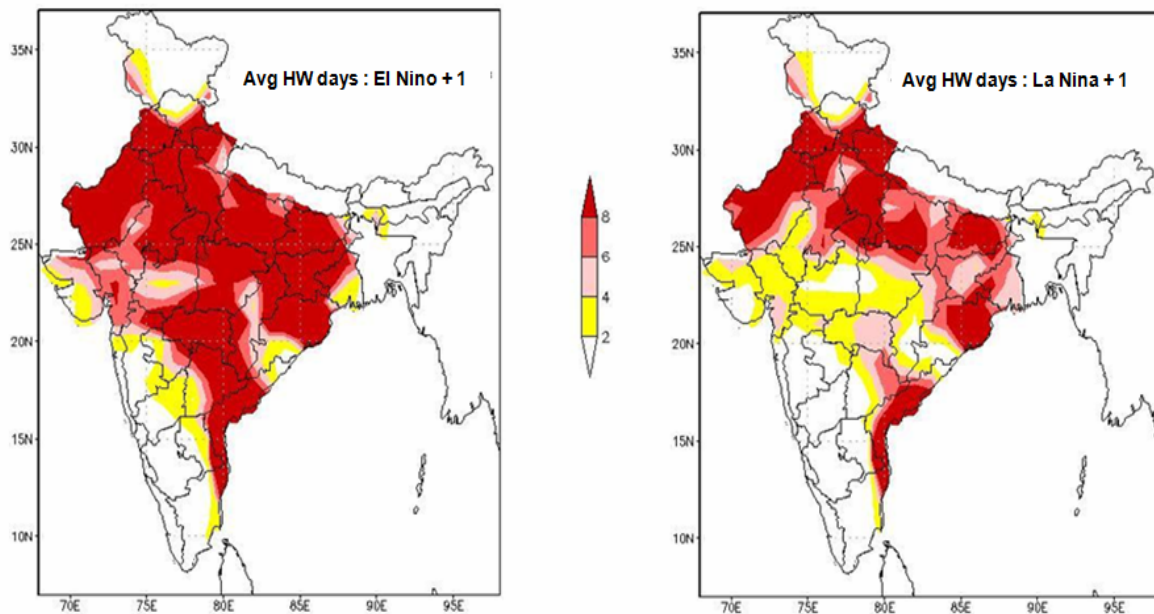 Avg HW days : El Nino + 1
35N
30N
25N
20N
15N
10N
70E 75E 80E 85E 90E 95E
8
6
4
2
Avg HW days : La Nina + 1
35N
30N
25N
20N
15N
10N
70E 75E 80E 85E 90E 95E